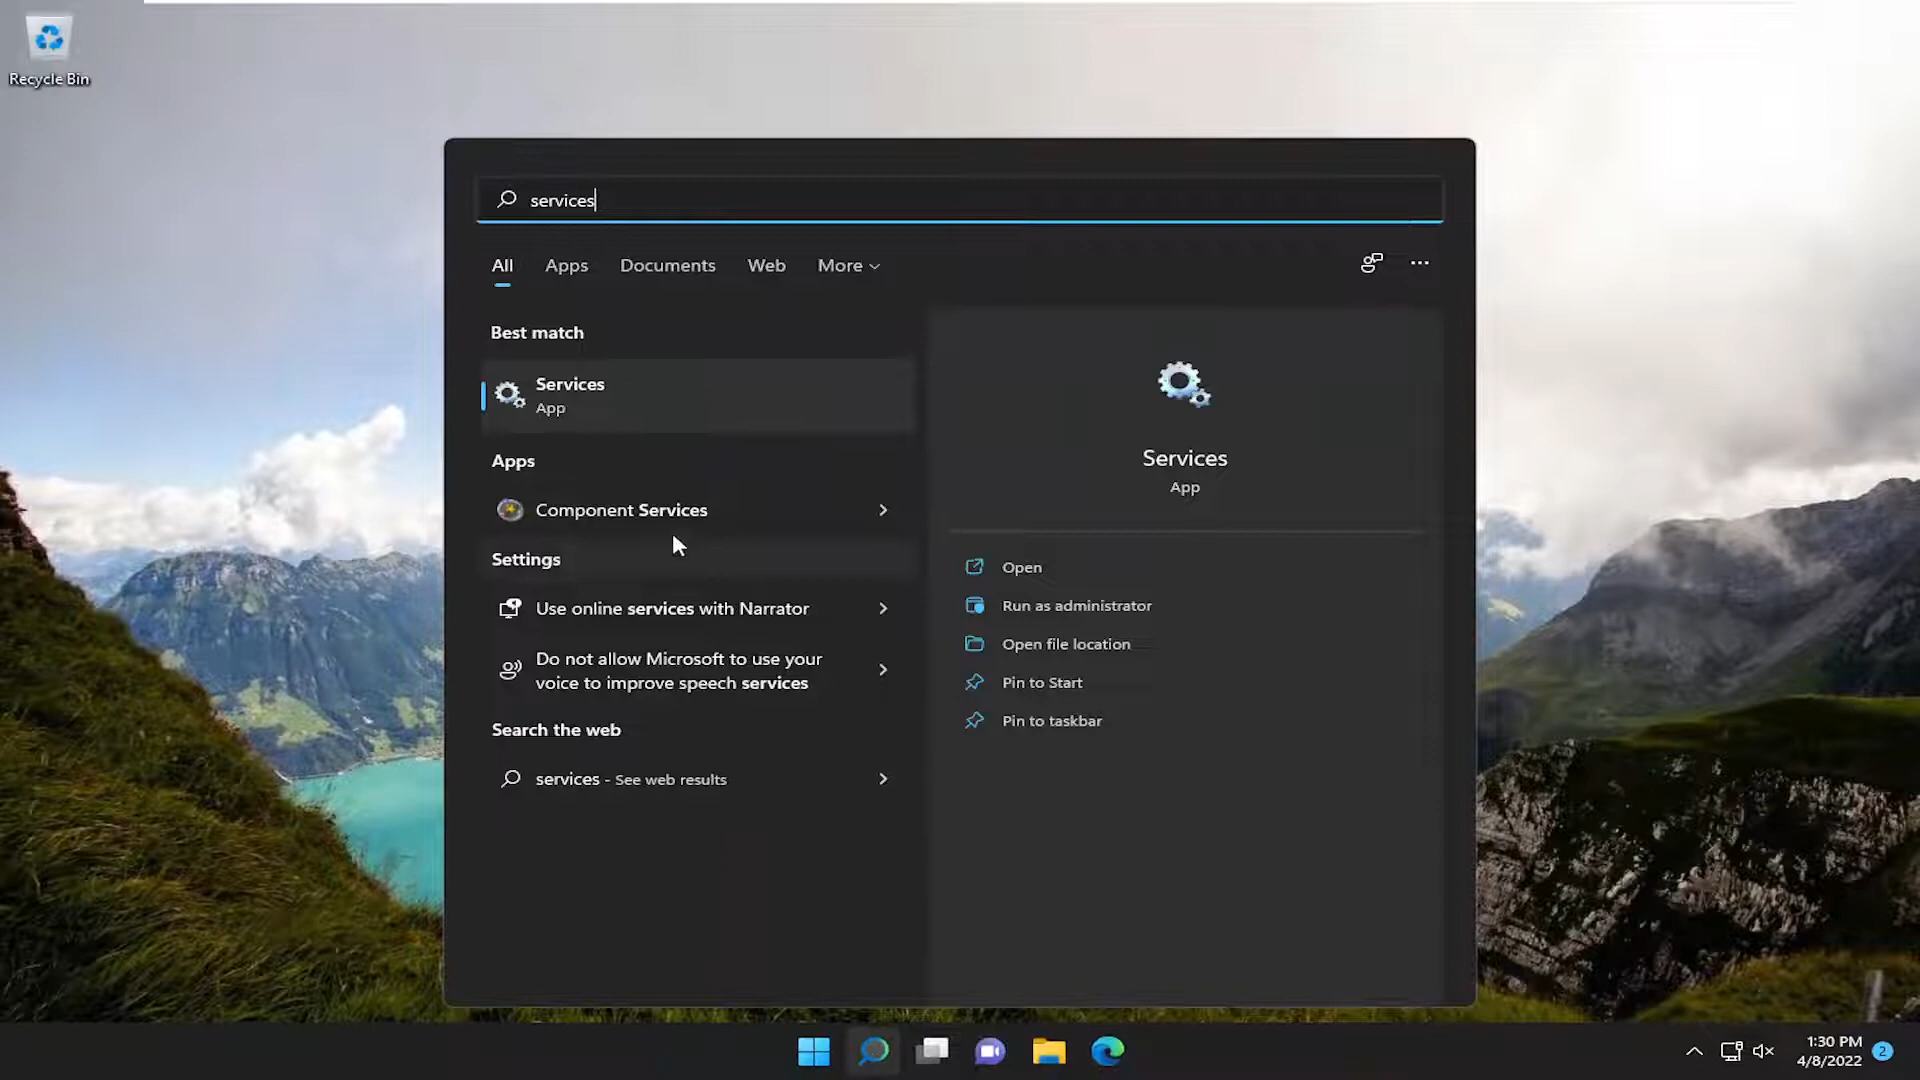 Recycle Bin
services
All
Apps
Documents
Web
More
Best match
Services
App
Apps
Component Services
Settings
Use online services with Narrator
Do not allow Microsoft to use your
voice to improve speech services
Search the web
services - See web results
Services
App
Open
Run as administrator
Open file location
Pin to Start
Pin to taskbar
1:30 PM
4/8/2022
2